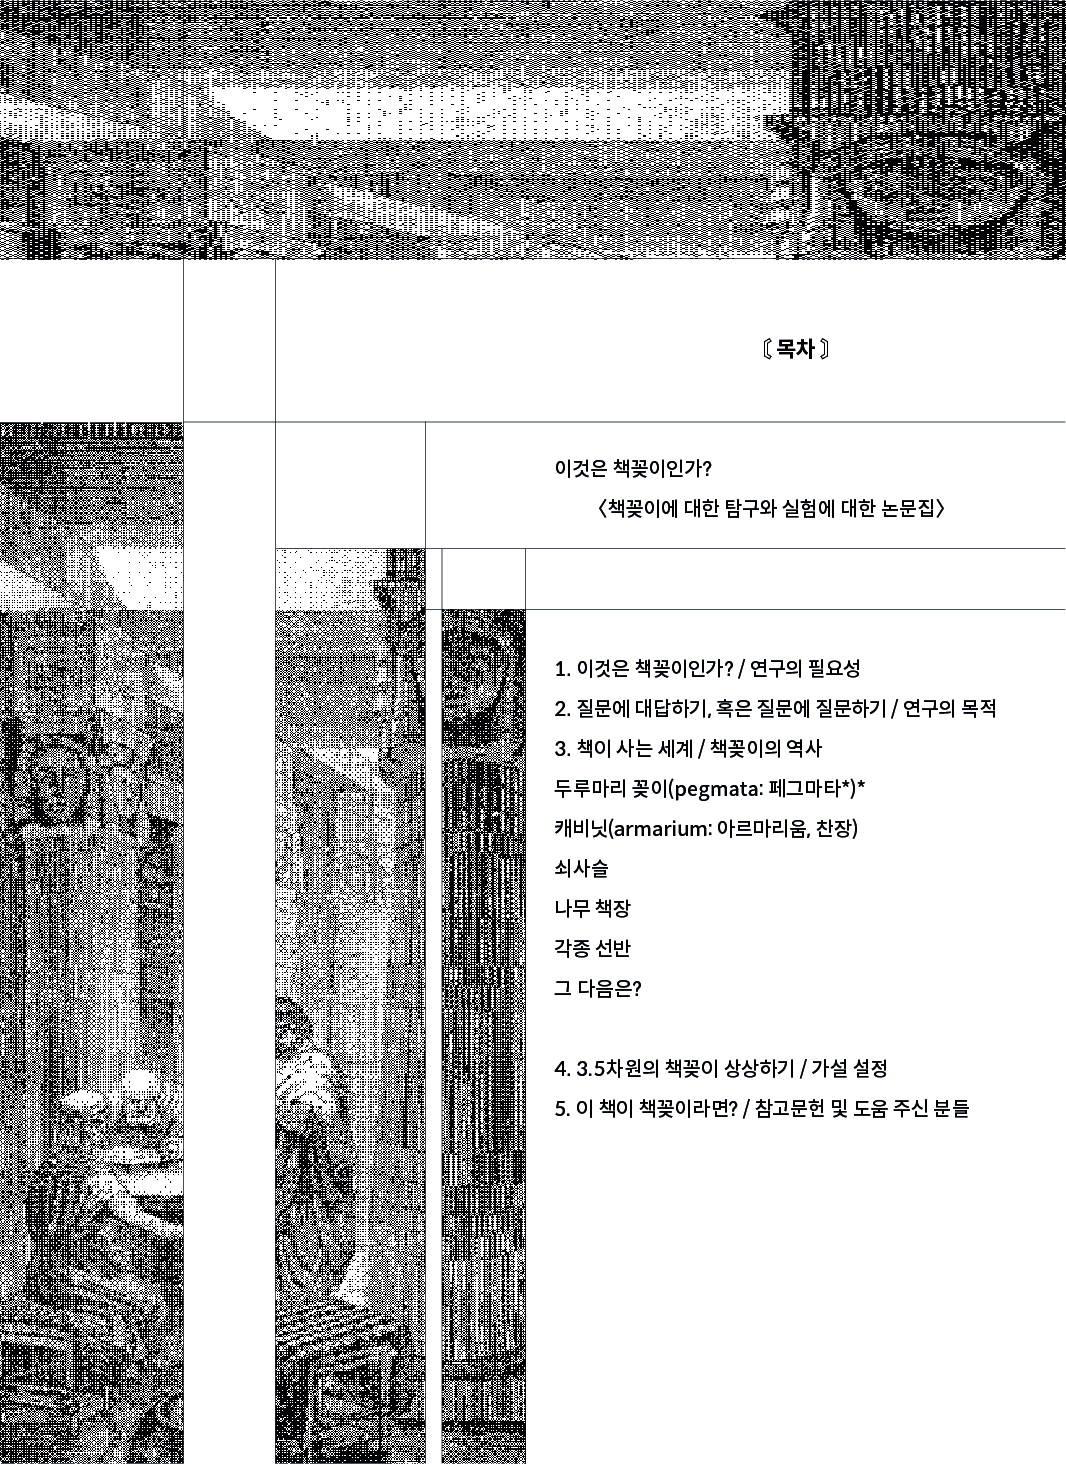 〘 목차 〙
이것은 책꽂이인가?
〈책꽂이에 대한 탐구와 실험에 대한 논문집〉
1. 이것은 책꽂이인가? / 연구의 필요성
2. 질문에 대답하기, 혹은 질문에 질문하기 / 연구의 목적
3. 책이 사는 세계 / 책꽂이의 역사
두루마리 꽂이(pegmata: 페그마타*)*
캐비닛(armarium: 아르마리움, 찬장)
쇠사슬
나무 책장
각종 선반
그 다음은?
4. 3.5차원의 책꽂이 상상하기 / 가설 설정
5. 이 책이 책꽂이라면? / 참고문헌 및 도움 주신 분들